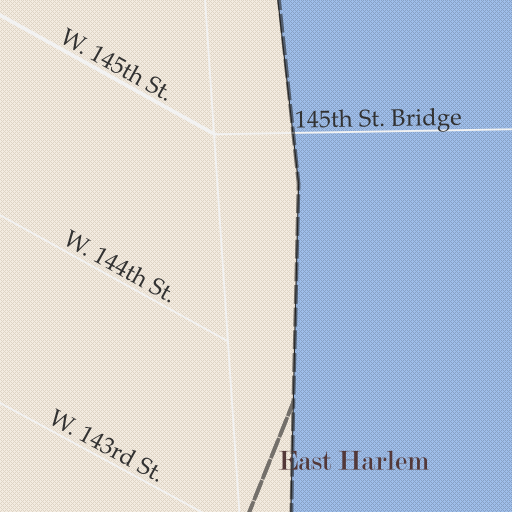 W. 145th St.
145th St. Bridge
W. 144th St.
W. 143rd St.
East Harlem